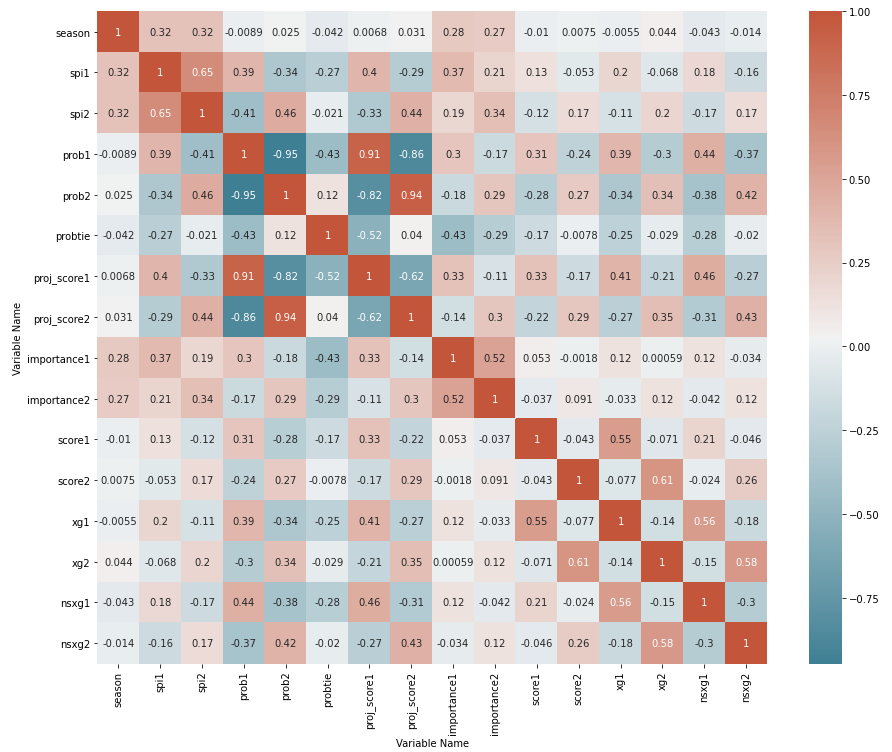 season 1 0.32 0.32 -0.0089 0.025 -0.042 0.0068 0.031 0.28 0.27 -0.01 0.0075 -0.0055 0.044 -0.043 -0.014
spi1 0.32 1 0.65 0.39 -0.34 -0.27 0.4 -0.29 0.37 0.21 0.13 -0.053 0.2 -0.068 0.18 -0.16
spi2 0.32 0.65 1 -0.41 0.46 -0.021 -0.33 0.44 0.19 0.34 -0.12 0.17 -0.11 0.2 -0.17 0.17
prob1 -0.0089 0.39 -0.41 1 -0.95 -0.43 0.91 -0.86 0.3 -0.17 0.31 -0.24 0.39 -0.3 0.44 -0.37
prob2 0.025 -0.34 0.46 -0.95 1 0.12 -0.82 0.94 -0.18 0.29 -0.28 0.27 -0.34 0.34 -0.38 0.42
probtie -0.042 -0.27 -0.021 -0.43 0.12 1 -0.52 0.04 -0.43 -0.29 -0.17 -0.0078 -0.25 -0.029 -0.28 -0.02
proj_score1 0.0068 0.4 -0.33 0.91 -0.82 -0.52 1 -0.62 0.33 -0.11 0.33 -0.17 0.41 -0.21 0.46 -0.27
proj_score2 0.031 -0.29 0.44 -0.86 0.94 0.04 -0.62 1 -0.14 0.3 -0.22 0.29 -0.27 0.35 -0.31 0.43
importance1 0.28 0.37 0.19 0.3 -0.18 -0.43 0.33 -0.14 1 0.52 0.053 -0.0018 0.12 0.00059 0.12 -0.034
importance2 0.27 0.21 0.34 -0.17 0.29 -0.29 -0.11 0.3 0.52 1 -0.037 0.091 -0.033 0.12 -0.042 0.12
score1 -0.01 0.13 -0.12 0.31 -0.28 -0.17 0.33 -0.22 0.053 -0.037 1 -0.043 0.55 -0.071 0.21 -0.046
score2 0.0075 -0.053 0.17 -0.24 0.27 -0.0078 -0.17 0.29 -0.0018 0.091 -0.043 1 -0.077 0.61 -0.024 0.26
xg1 -0.0055 0.2 -0.11 0.39 -0.34 -0.25 0.41 -0.27 0.12 -0.033 0.55 -0.077 1 -0.14 0.56 -0.18
xg2 0.044 -0.068 0.2 -0.3 0.34 -0.029 -0.21 0.35 0.00059 0.12 -0.071 0.61 -0.14 1 -0.15 0.58
nsxg1 -0.043 0.18 -0.17 0.44 -0.38 -0.28 0.46 -0.31 0.12 -0.042 0.21 -0.024 0.56 -0.15 1 -0.3
nsxg2 -0.014 -0.16 0.17 -0.37 0.42 -0.02 -0.27 0.43 -0.034 0.12 -0.046 0.26 -0.18 0.58 -0.3 1
season spi1 spi2 prob1 prob2 probtie proj_score1 proj_score2 importance1 importance2 score1 score2 xg1 xg2 nsxg1 nsxg2
Variable Name
Variable Name
1.00
0.75
0.50
0.25
0.00
-0.25
-0.50
-0.75